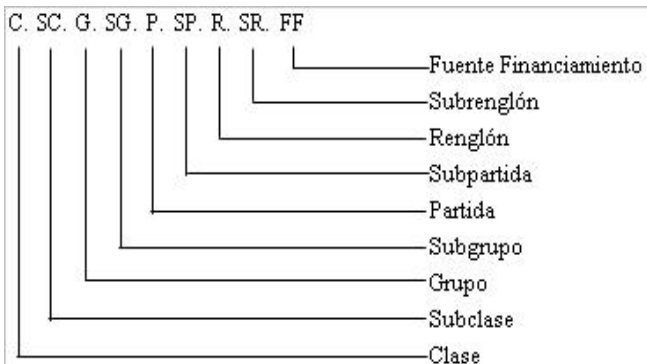 C. SC. G. SG. P. SP. R. SR. FF
Fuente Financiamiento
Subrenglón
Renglón
Subpartida
Partida
Subgrupo
Grupo
Subclase
Clase